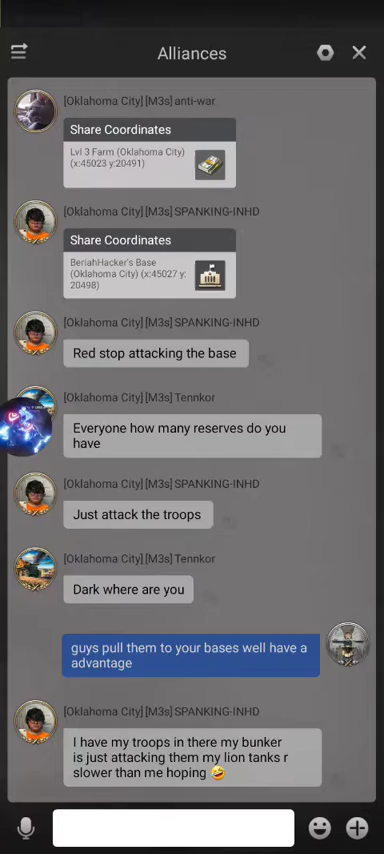 Alliances
[Oklahoma City] [M3s] anti-war
Share Coordinates
Lvl 3 Farm (Oklahoma City)
(x:45023 y:20491)
[Oklahoma City] [M3s] SPANKING-INHD
Share Coordinates
BeriahHacker's Base
(Oklahoma City) (x:45027 y:
20498)
[Oklahoma City] [M3s] SPANKING-INHD
Red stop attacking the base
[Oklahoma City] [M3s] Tennkor
Everyone how many reserves do you
have
[Oklahoma City] [M3s] SPANKING-INHD
Just attack the troops
[Oklahoma City] [M3s] Tennkor
Dark where are you
guys pull them to your bases well have a
advantage
[Oklahoma City] [M3s] SPANKING-INHD
I have my troops in there my bunker
is just attacking them my lion tanks r
slower than me hoping 🤣